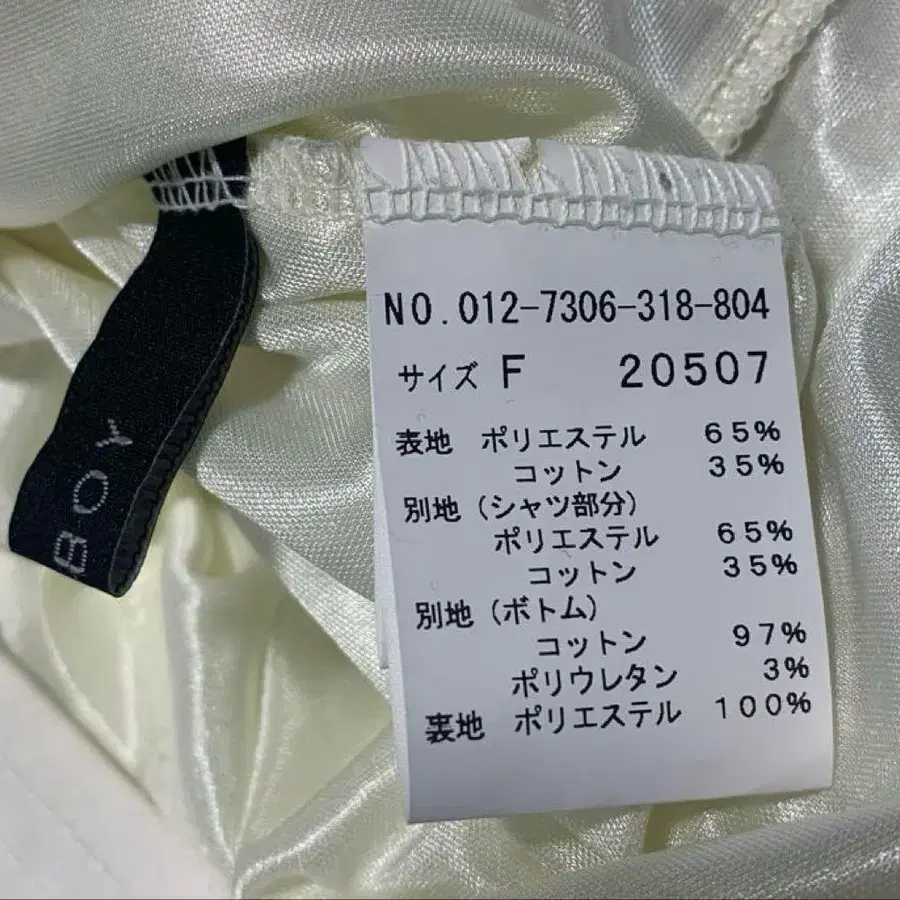 BOY
NO.012-7306-318-804
サイズ F 20507
表地 ポリエステル 65%
コットン 35%
別地(シャツ部分)
ポリエステル 65%
コットン 35%
別地(ボトム)
コットン 97%
ポリウレタン 3%
裏地 ポリエステル 100%